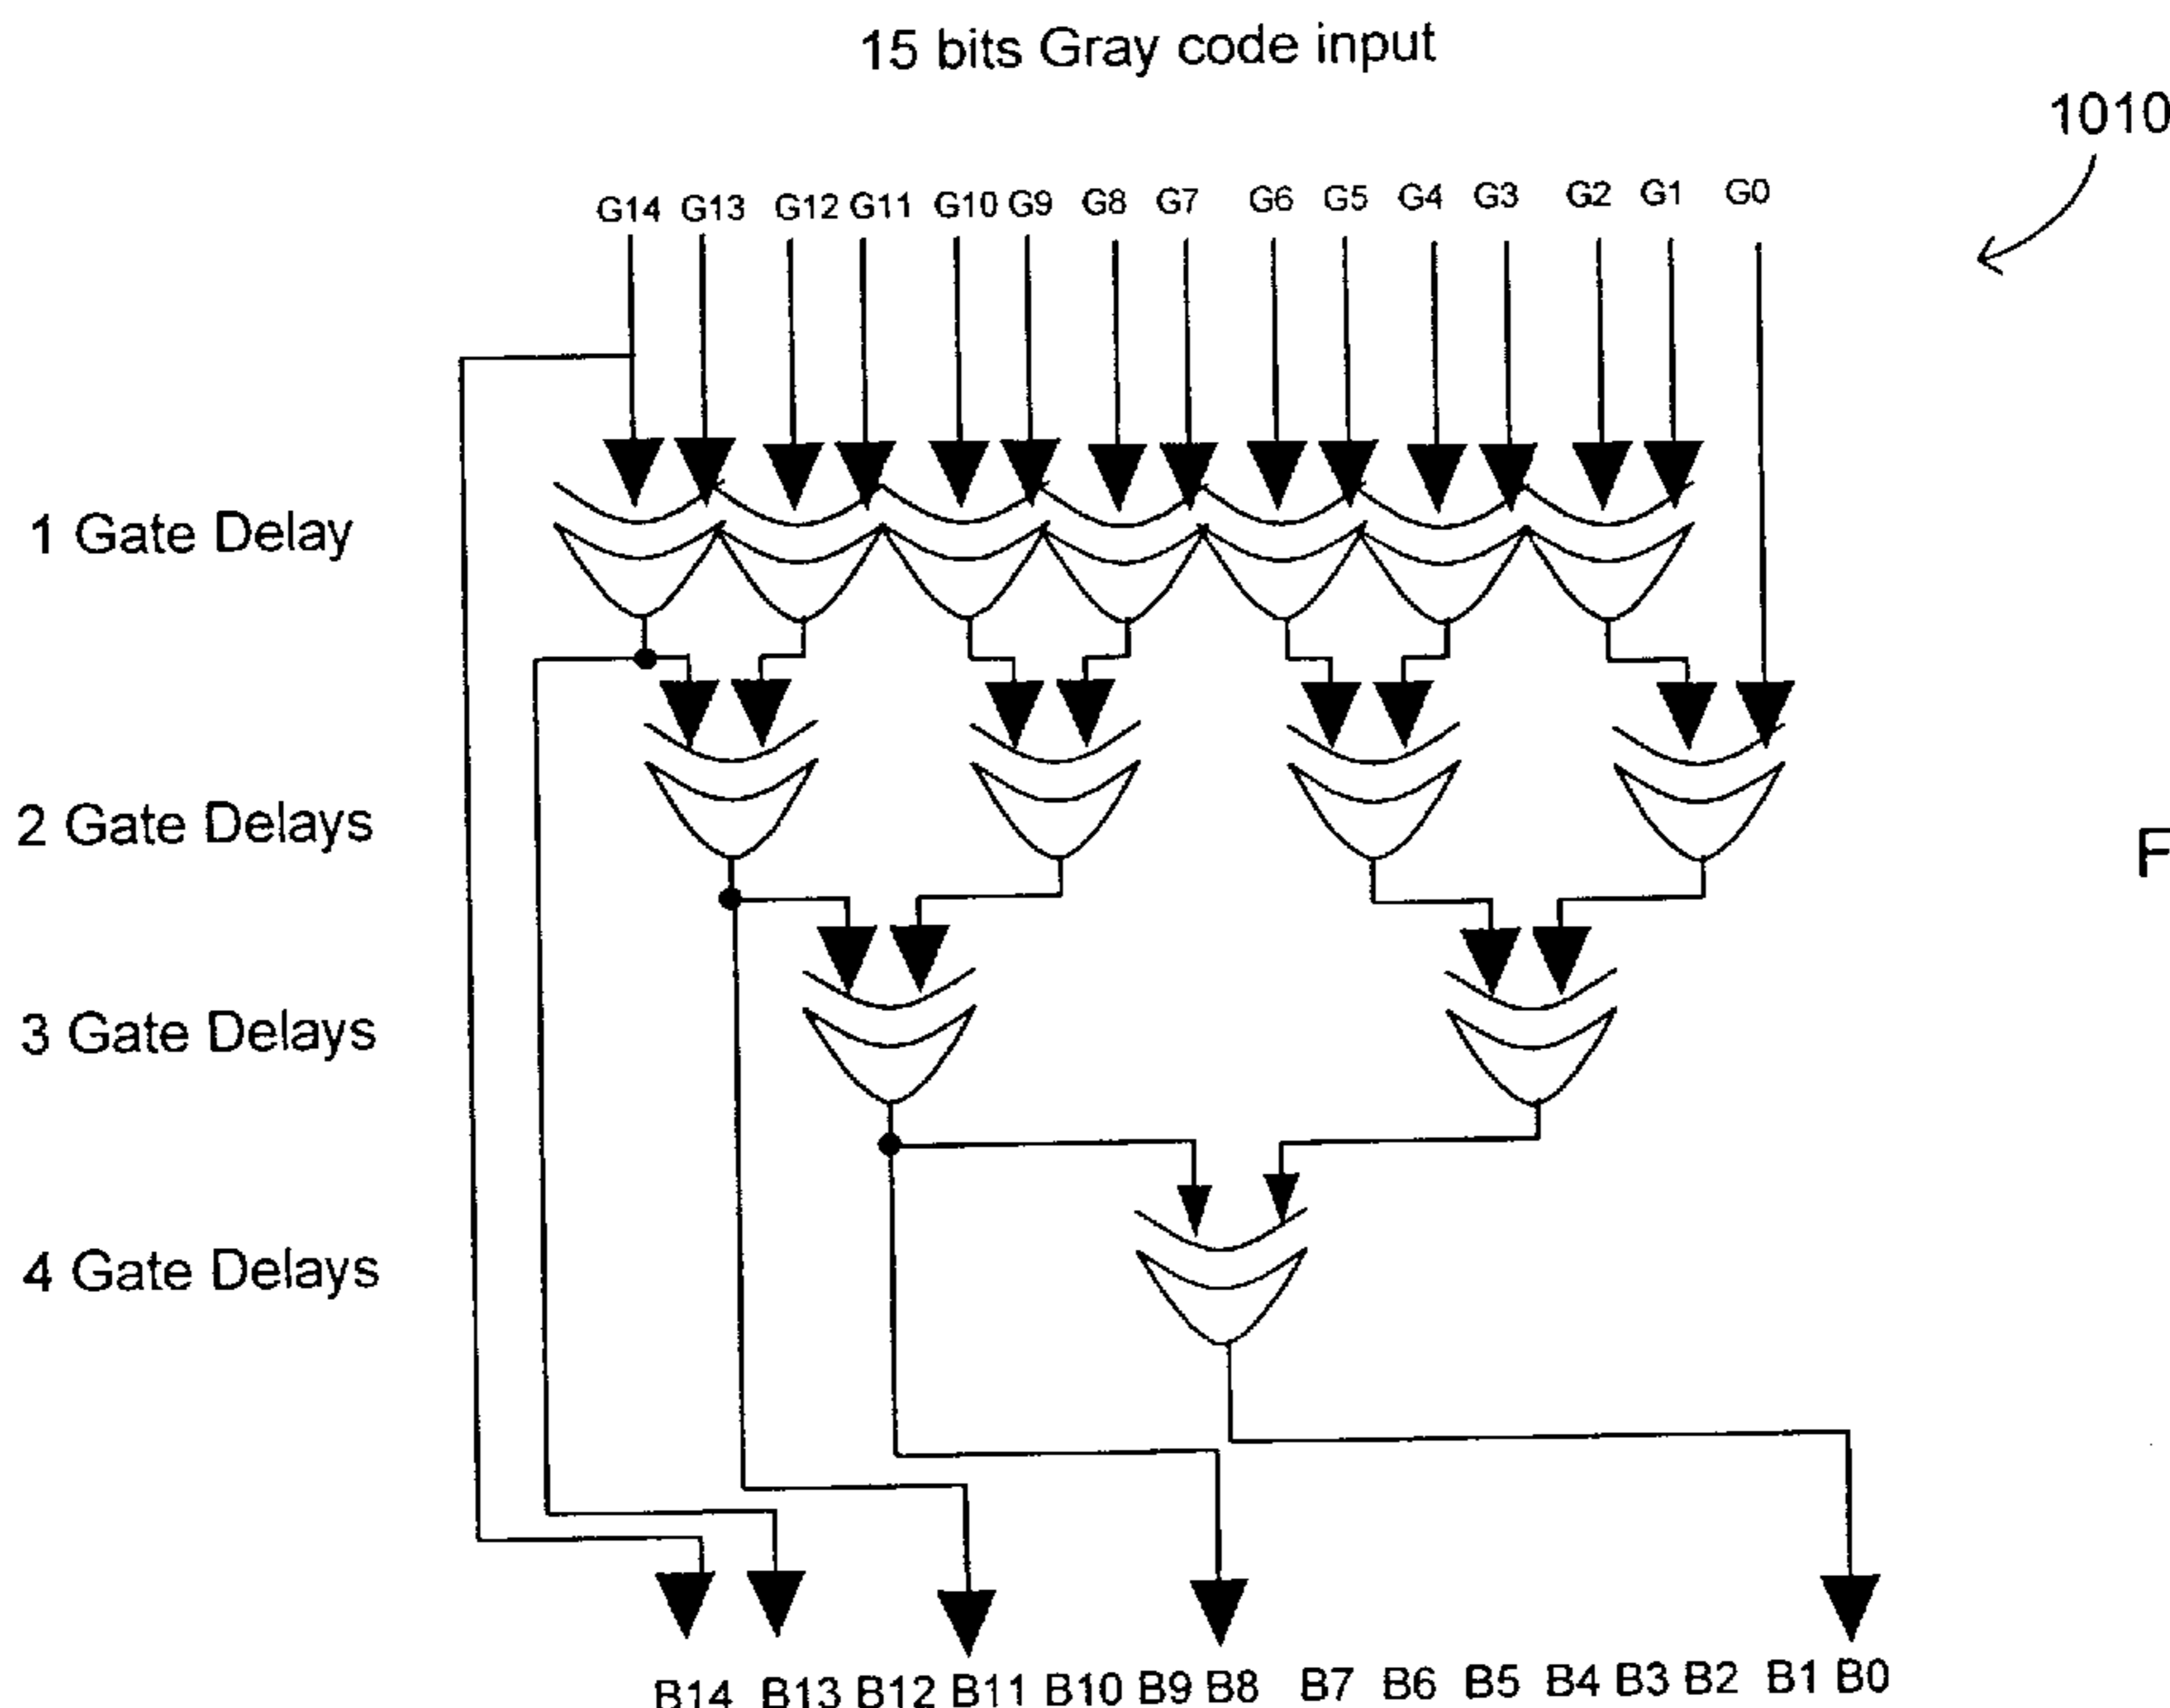 15 bits Gray code input
1010
G14 G13 G12 G11 G10 G9 G8 G7 G6 G5 G4 G3 G2 G1 G0
1 Gate Delay
2 Gate Delays
F
3 Gate Delays
4 Gate Delays
B14 B13 B12 B11 B10 B9 B8 B7 B6 B5 B4 B3 B2 B1 B0